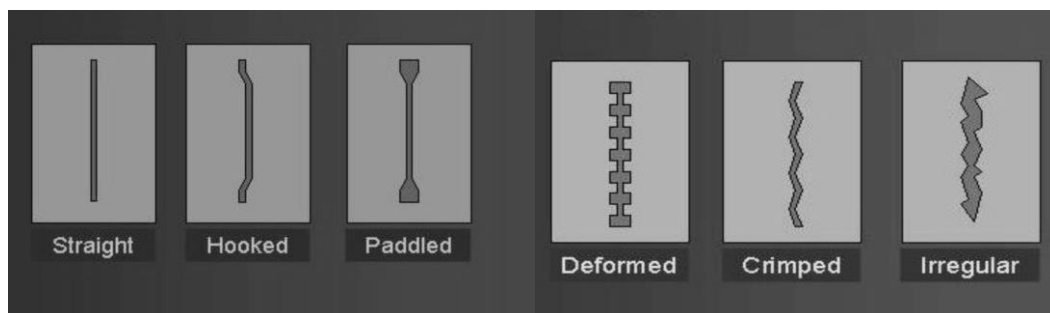 Straight
Hooked
Paddled
Deformed
Crimped
Irregular